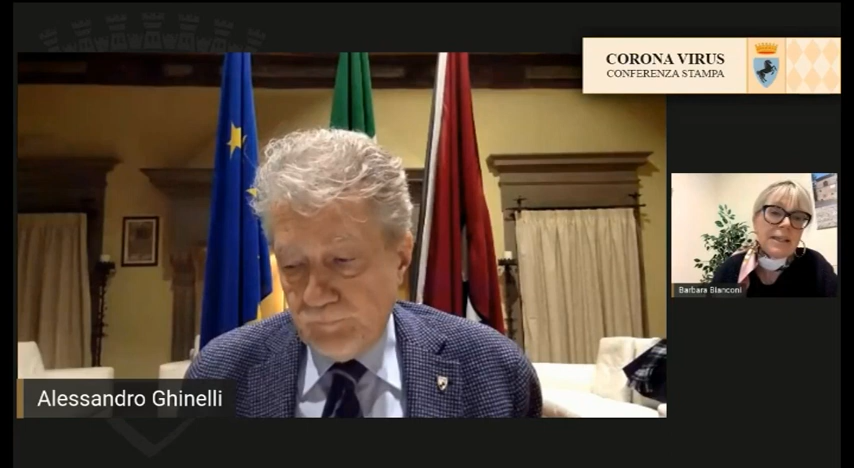 CORONA VIRUS
CONFERENZA STAMPA
Barbara Bianconi
Alessandro Ghinelli